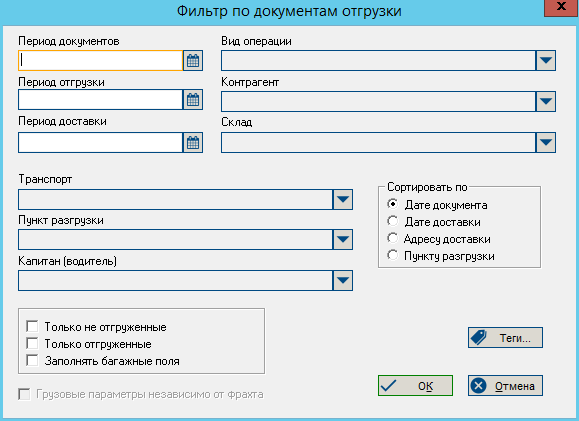 Фильтр по документам отгрузки
X
Период документов
Вид операции
Период отгрузки
Контрагент
Период доставки
Склад
Транспорт
Сортировать по
Дате документа
Пункт разгрузки
Дате доставки
Адресу доставки
Пункту разгрузки
Капитан (водитель)
Только не отгруженные
Только отгруженные
Заполнять багажные поля
Теги...
Грузовые параметры независимо от фрахта
OK
Отмена